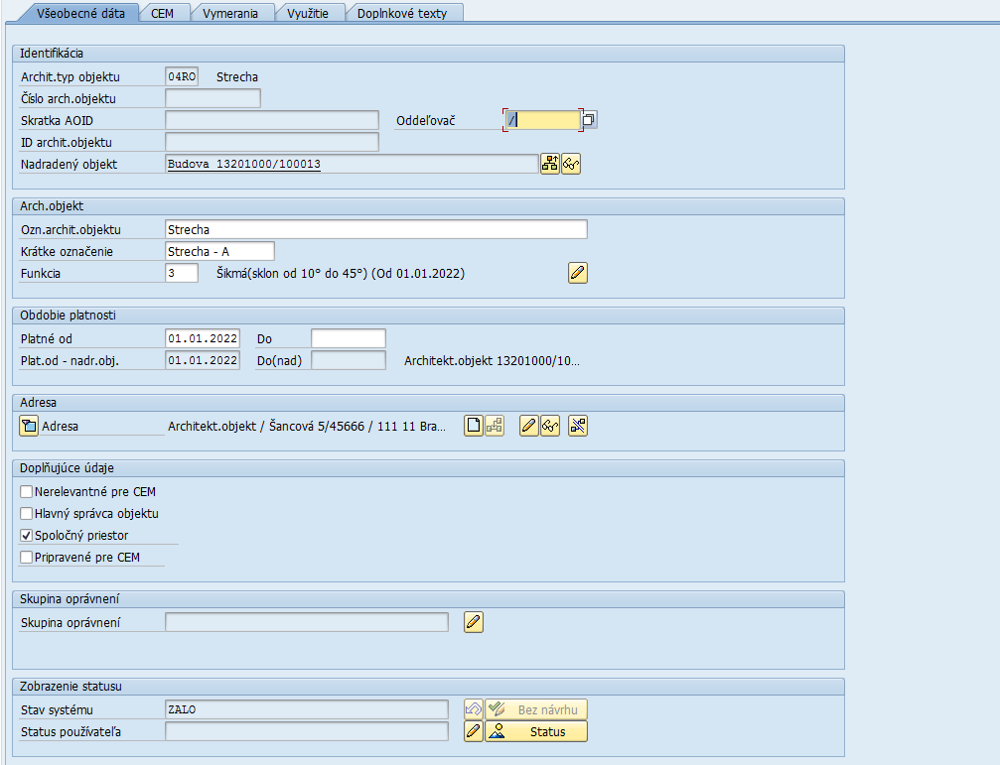 Všeobecné dáta CEM Vymerania Využitie Doplnkové texty
Identifikácia
Archit.typ objektu 04RO Strecha
Číslo arch.objektu
Skratka AOID Oddeľovač /
ID archit.objektu
Nadradený objekt Budova 13201000/100013
Arch.objekt
Ozn.archit.objektu Strecha
Krátke označenie Strecha - A
Funkcia 3 Šikmá(sklon od 10° do 45°) (Od 01.01.2022)
Obdobie platnosti
Platné od 01.01.2022 Do
Plat.od - nadr.obj. 01.01.2022 Do(nad) Architekt.objekt 13201000/10...
Adresa
Adresa Architekt.objekt / Šancová 5/45666 / 111 11 Bra...
Doplňujúce údaje
Nerelevantné pre CEM
Hlavný správca objektu
Spoločný priestor
Pripravené pre CEM
Skupina oprávnení
Skupina oprávnení
Zobrazenie statusu
Stav systému ZALO Bez návrhu
Status používateľa Status